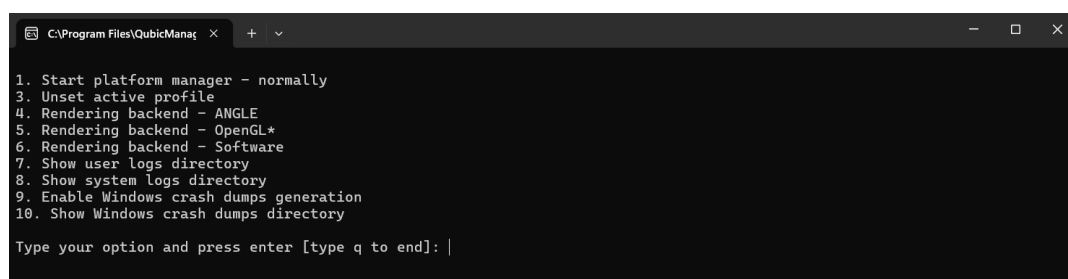 C:\Program Files\QubicManag
1. Start platform manager - normally
3. Unset active profile
4. Rendering backend - ANGLE
5. Rendering backend - OpenGL*
6. Rendering backend - Software
7. Show user logs directory
8. Show system logs directory
9. Enable Windows crash dumps generation
10. Show Windows crash dumps directory
Type your option and press enter [type q to end]: